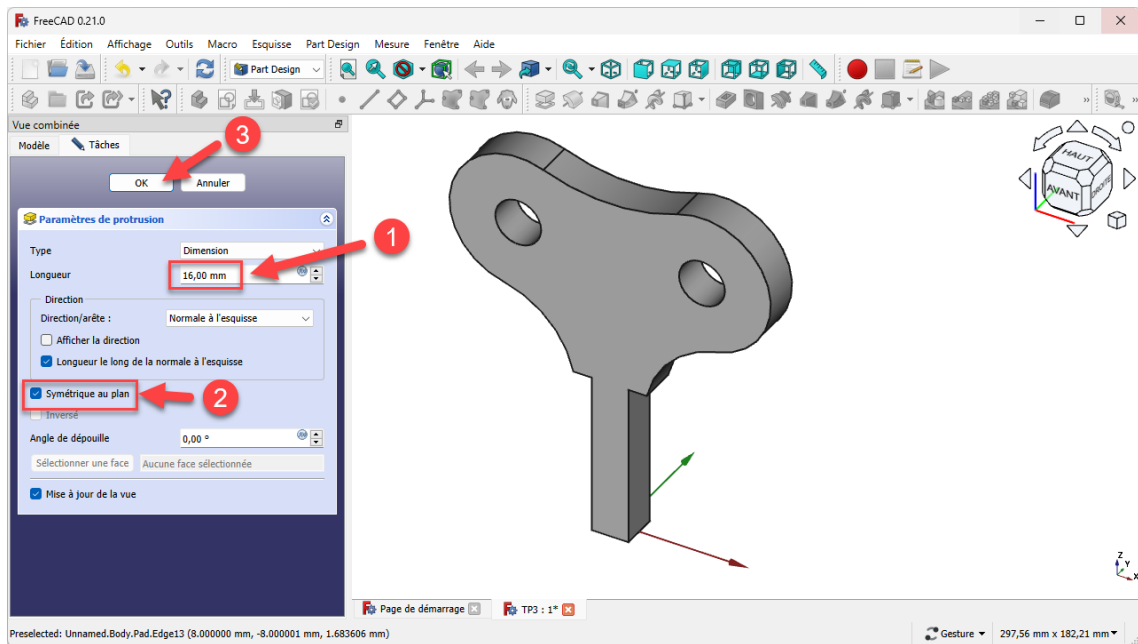 FreeCAD 0.21.0
Fichier Édition Affichage Outils Macro Esquisse Part Design Mesure Fenêtre Aide
Part Design
Vue combinée
3
Modèle Tâches
OK Annuler
Paramètres de protrusion
1
Type Dimension
Longueur 16,00 mm
Direction
Direction/arête : Normale à l'esquisse
Afficher la direction
Longueur le long de la normale à l'esquisse
Symétrique au plan
2
Inversé
Angle de dépouille 0,00 °
Sélectionner une face Aucune face sélectionnée
Mise à jour de la vue
HAUT
AVANT
DROITE
Z
Y
X
Page de démarrage TP3 : 1*
Preselected: Unnamed.Body.Pad.Edge13 (8.000000 mm, -8.000001 mm, 1.683606 mm) Gesture 297,56 mm x 182,21 mm